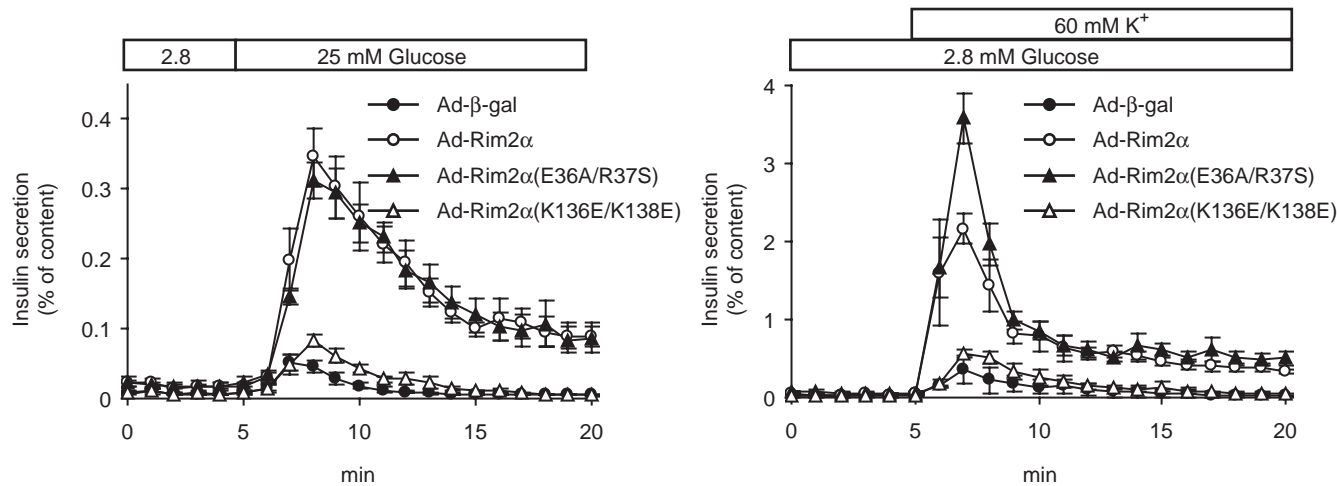 2.8
25 mM Glucose
Insulin secretion
(% of content)
0.4
0.3
0.2
0.1
0
Ad-β-gal
Ad-Rim2α
Ad-Rim2α(E36A/R37S)
Ad-Rim2α(K136E/K138E)
0
5
10
15
20
min
60 mM K⁺
2.8 mM Glucose
Insulin secretion
(% of content)
4
3
2
1
0
Ad-β-gal
Ad-Rim2α
Ad-Rim2α(E36A/R37S)
Ad-Rim2α(K136E/K138E)
0
5
10
15
20
min